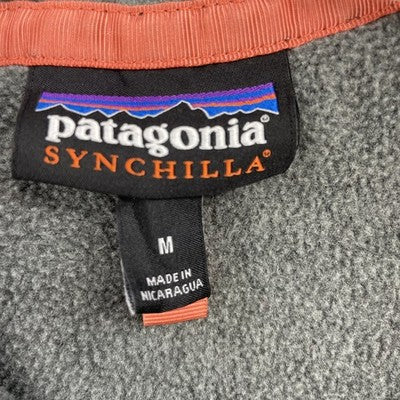 patagonia®
SYNCHILLA®
M
MADE IN
NICARAGUA